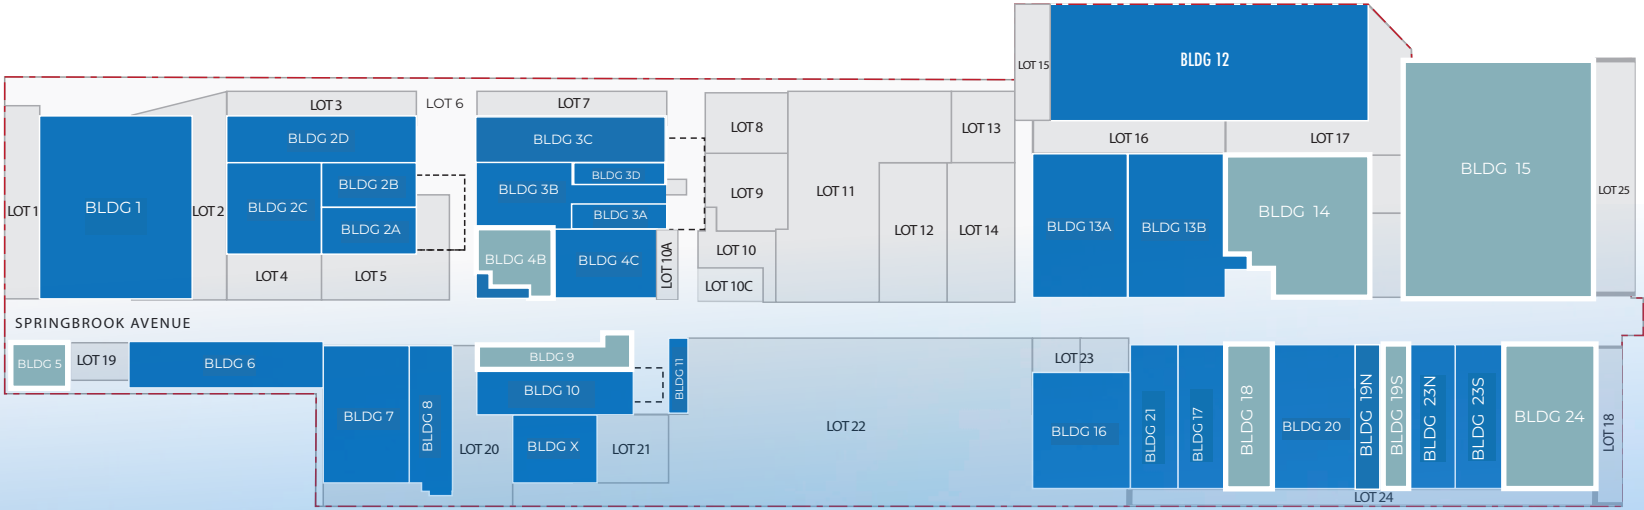 BLDG 12
LOT 15
LOT 3
LOT 6
LOT 7
LOT 8
LOT 13
BLDG 2D
BLDG 3C
LOT 16
LOT 17
BLDG 15
BLDG 2B
BLDG 3B
BLDG 3D
LOT 9
LOT 11
LOT 25
LOT 1
BLDG 1
LOT 2
BLDG 2C
BLDG 2A
BLDG 3A
LOT 12
LOT 14
BLDG 13A
BLDG 13B
BLDG 14
LOT 4
LOT 5
BLDG 4B
BLDG 4C
LOT 10A
LOT 10
LOT 10C
SPRINGBROOK AVENUE
BLDG 5
LOT 19
BLDG 6
BLDG 9
BLDG 11
LOT 23
BLDG 7
BLDG 8
BLDG 10
LOT 20
BLDG X
LOT 21
LOT 22
BLDG 16
BLDG 21
BLDG 17
BLDG 18
BLDG 20
BLDG 19N
BLDG 19S
BLDG 23N
BLDG 23S
BLDG 24
LOT 18
LOT 24